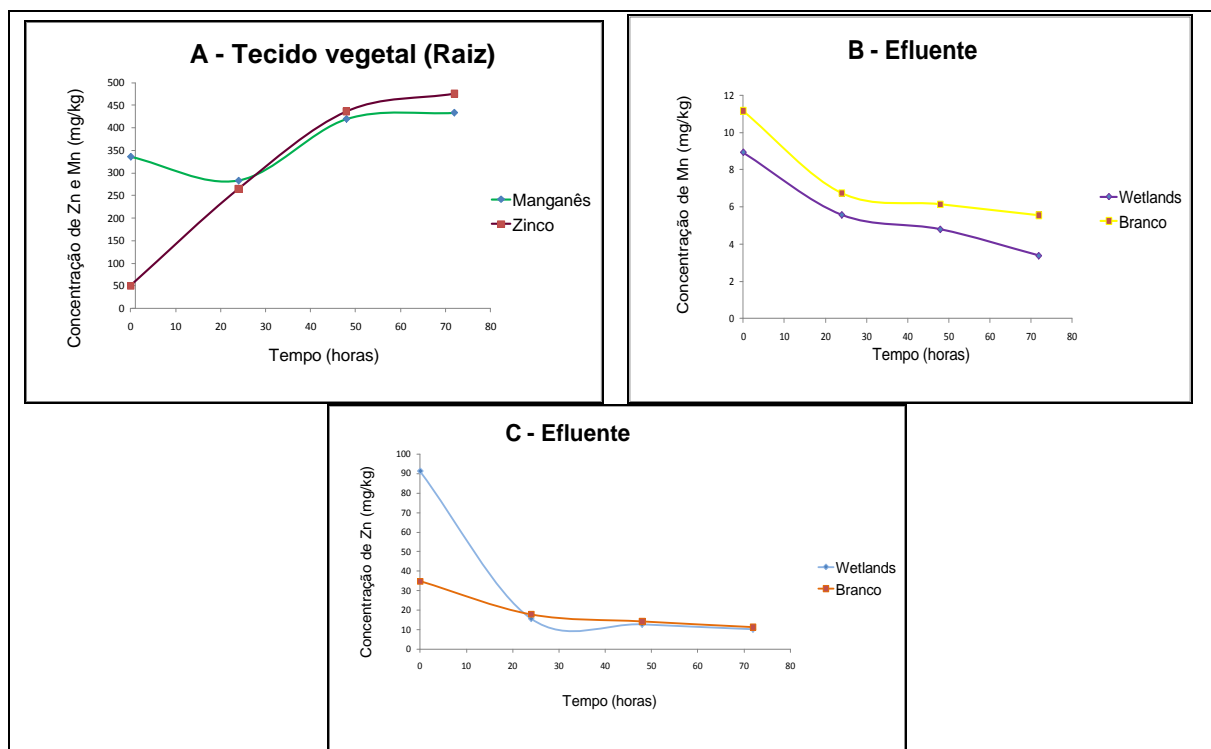 A - Tecido vegetal (Raiz)
Concentração de Zn e Mn (mg/kg)
500
450
400
350
300
250
200
150
100
50
0
0 10 20 30 40 50 60 70 80
Tempo (horas)
Manganês
Zinco
B - Efluente
Concentração de Mn (mg/kg)
12
10
8
6
4
2
0
0 10 20 30 40 50 60 70 80
Tempo (horas)
Wetlands
Branco
C - Efluente
Concentração de Zn (mg/kg)
100
90
80
70
60
50
40
30
20
10
0
0 10 20 30 40 50 60 70 80
Tempo (horas)
Wetlands
Branco